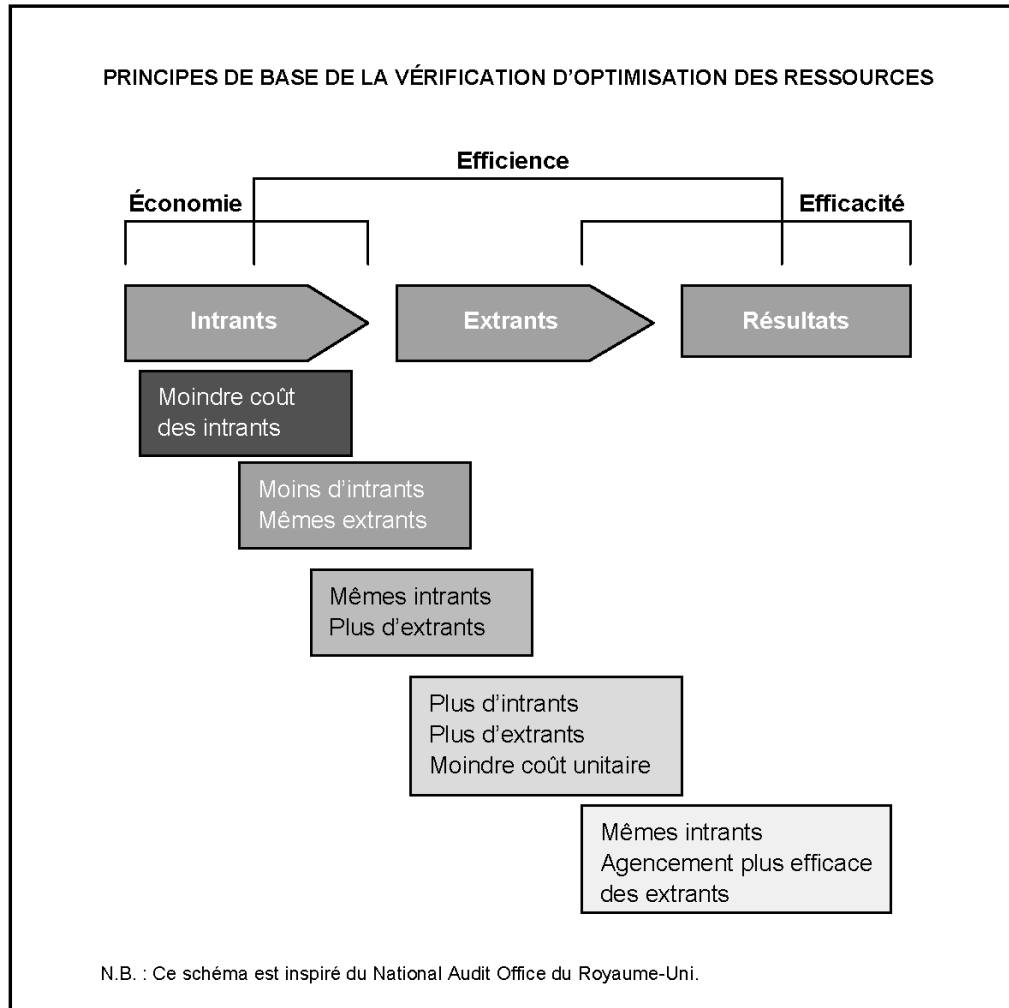 PRINCIPES DE BASE DE LA VÉRIFICATION D’OPTIMISATION DES RESSOURCES
Efficience
Économie
Efficacité
Intrants
Extrants
Résultats
Moindre coût
des intrants
Moins d’intrants
Mêmes extrants
Mêmes intrants
Plus d’extrants
Plus d’intrants
Plus d’extrants
Moindre coût unitaire
Mêmes intrants
Agencement plus efficace
des extrants
N.B. : Ce schéma est inspiré du National Audit Office du Royaume-Uni.